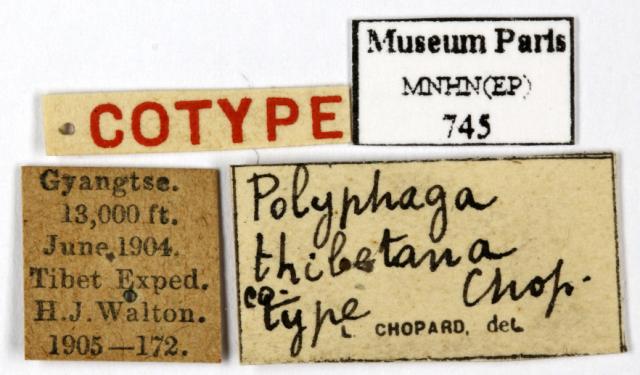 COTYPE
Museum Paris
MNHN(EP)
745
Gyangtse.
13,000 ft.
June, 1904.
Tibet Exped.
H.J. Walton.
1905—172.
Polyphaga
thibetana
co-type Chop.
L. CHOPARD, det.